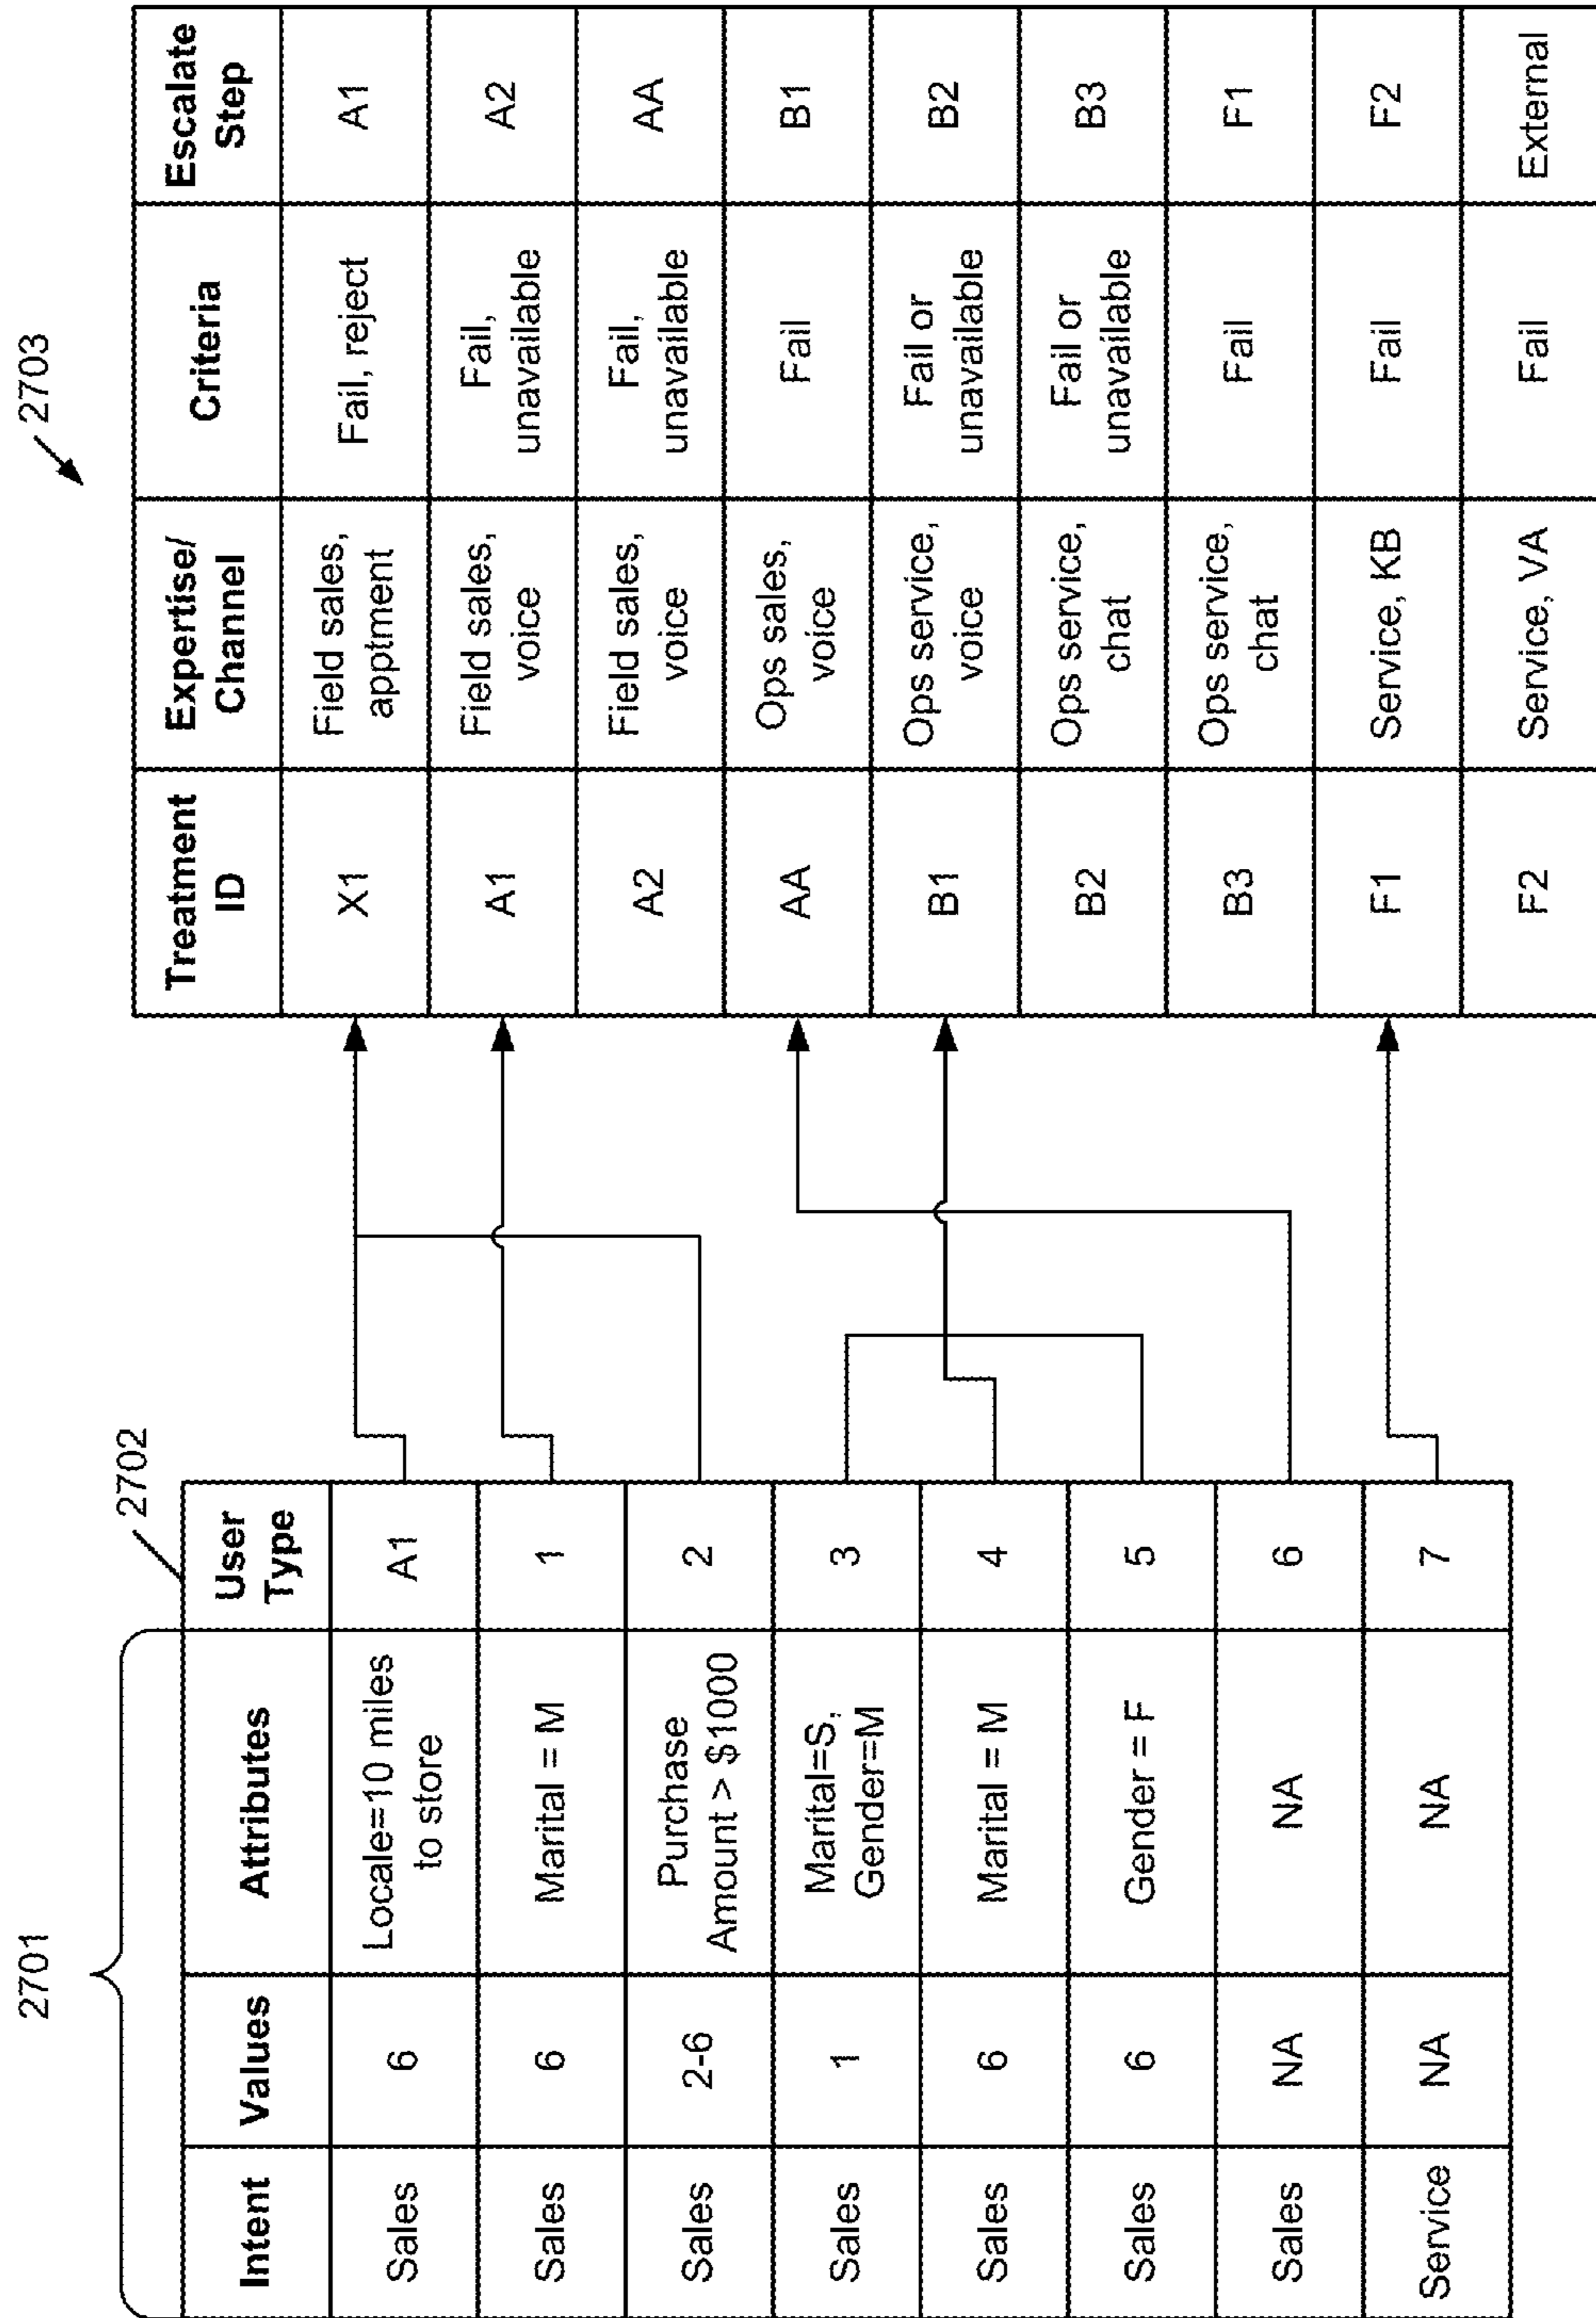 2701
2702
Intent Values Attributes User
Type
Sales 6 Locale=10 miles
to store A1
Sales 6 Marital = M 1
Sales 2-6 Purchase
Amount > $1000 2
Sales 1 Marital=S,
Gender=M 3
Sales 6 Marital = M 4
Sales 6 Gender = F 5
Sales NA NA 6
Service NA NA 7
2703
Treatment
ID Expertise/
Channel Criteria Escalate
Step
X1 Field sales,
apptment Fail, reject A1
A1 Field sales,
voice Fail,
unavailable A2
A2 Field sales,
voice Fail,
unavailable AA
AA Ops sales,
voice Fail B1
B1 Ops service,
voice Fail or
unavailable B2
B2 Ops service,
chat Fail or
unavailable B3
B3 Ops service,
chat Fail F1
F1 Service, KB Fail F2
F2 Service, VA Fail External